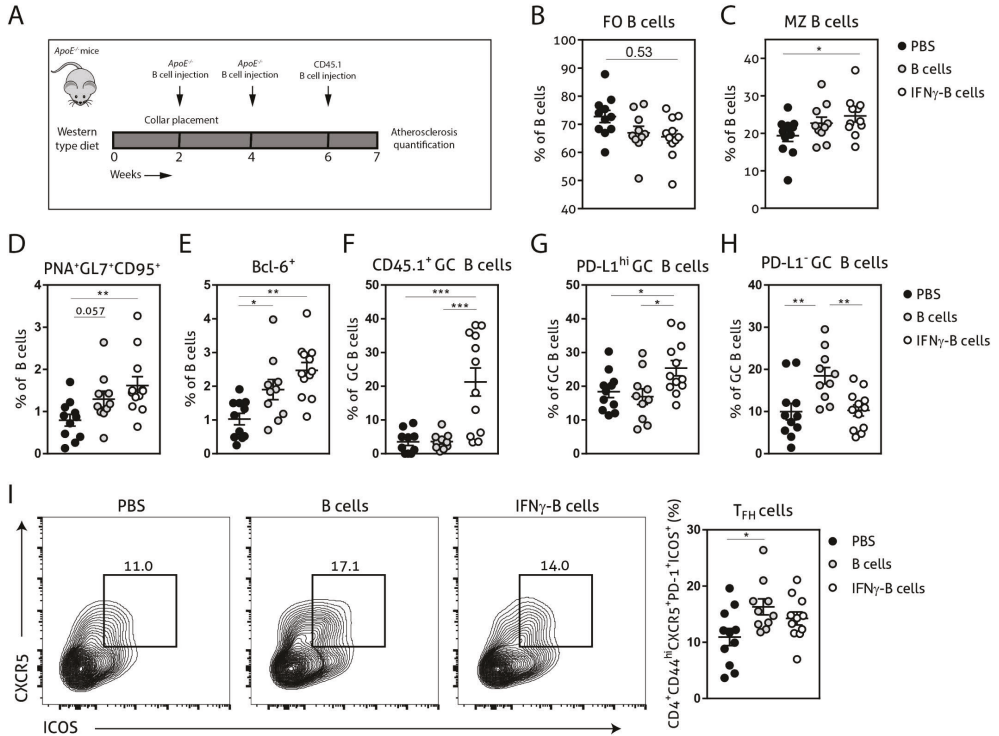 A
ApoE-/- mice
ApoE-/-
B cell injection
ApoE-/-
B cell injection
CD45.1
B cell injection
Collar placement
Western
type diet
Atherosclerosis
quantification
0
2
4
6
7
Weeks
B
FO B cells
0.53
% of B cells
100
90
80
70
60
50
40
C
MZ B cells
*
% of B cells
40
30
20
10
0
PBS
B cells
IFNγ-B cells
D
PNA+GL7+CD95+
**
0.057
% of B cells
4
3
2
1
0
E
Bcl-6+
**
*
% of B cells
5
4
3
2
1
0
F
CD45.1+ GC B cells
***
***
% of GC B cells
50
40
30
20
10
0
G
PD-L1hi GC B cells
*
*
% of GC B cells
50
40
30
20
10
0
H
PD-L1- GC B cells
**
**
% of GC B cells
40
30
20
10
0
PBS
B cells
IFNγ-B cells
I
PBS
11.0
B cells
17.1
IFNγ-B cells
14.0
CXCR5
ICOS
TFH cells
*
CD4+CD44hiCXCR5+PD-1+ICOS+ (%)
30
20
10
0
PBS
B cells
IFNγ-B cells